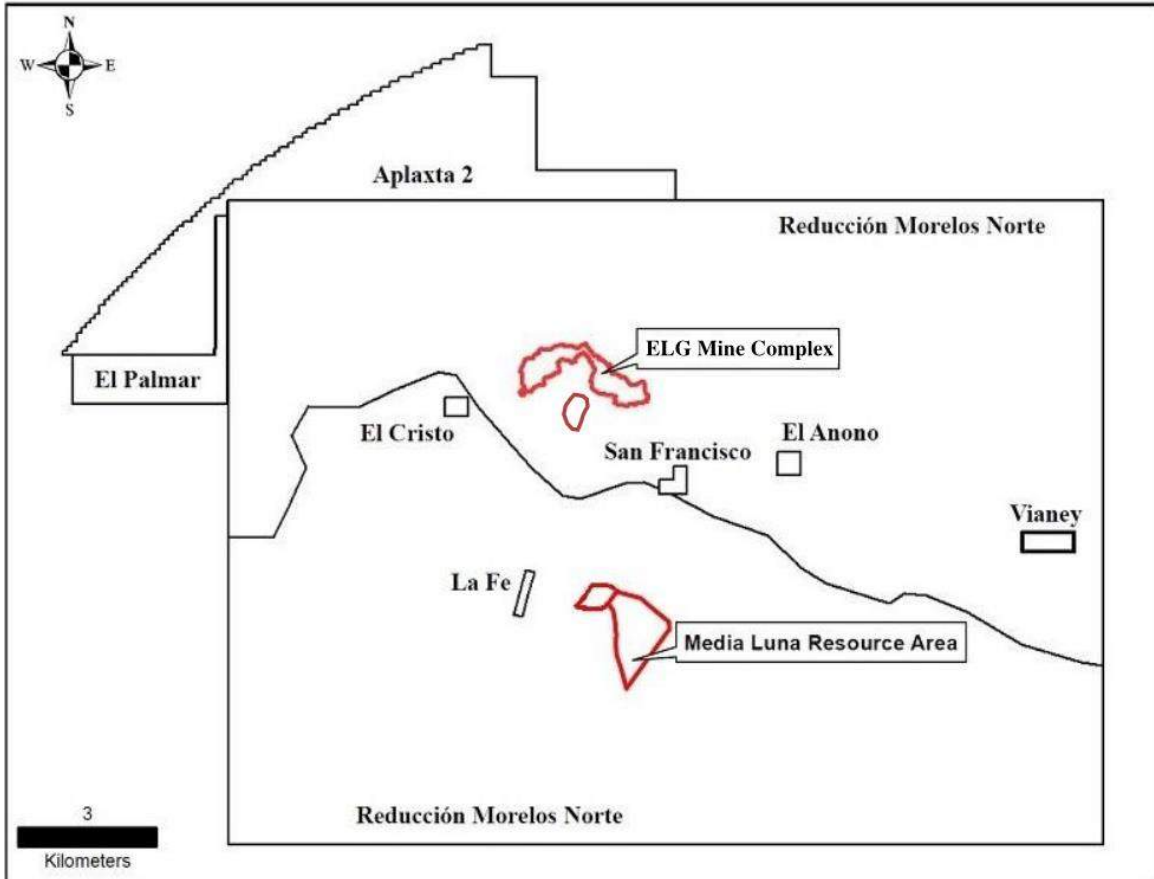 N
W E
S
Aplaxta 2
Reducción Morelos Norte
ELG Mine Complex
El Palmar
El Cristo
San Francisco
El Anono
Vianey
La Fe
Media Luna Resource Area
Reducción Morelos Norte
3
Kilometers